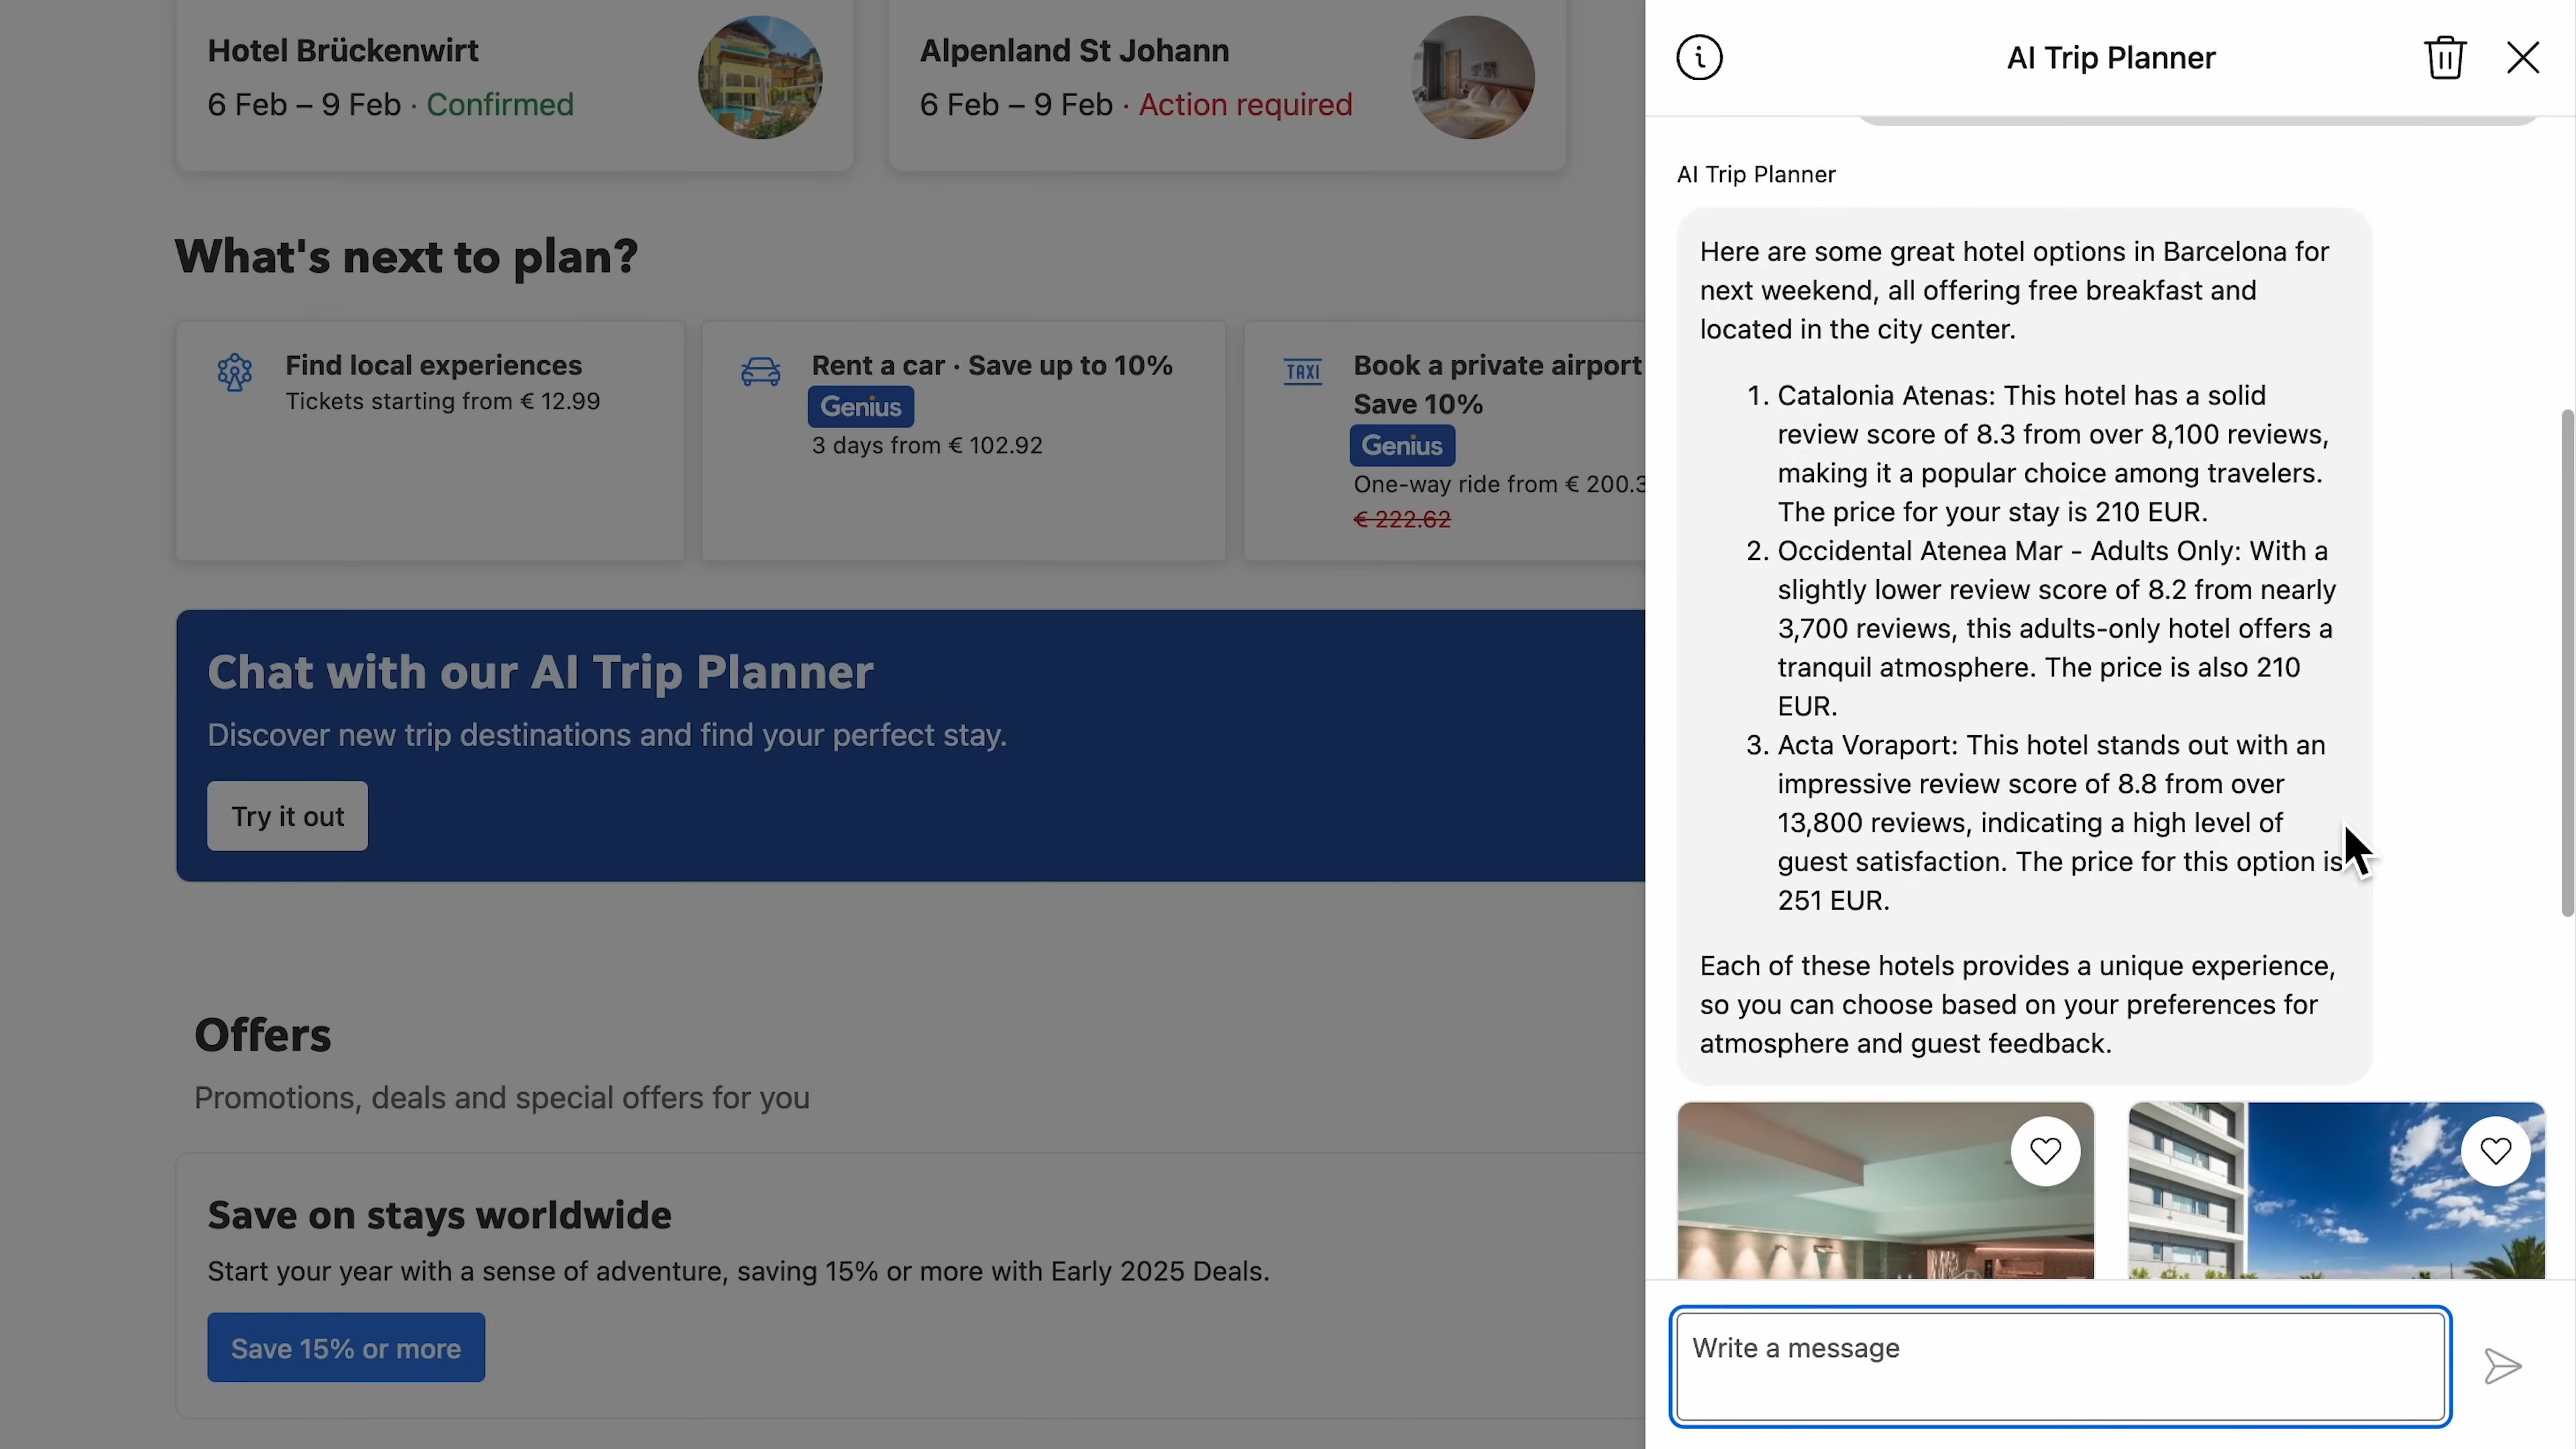 Hotel Brückenwirt
6 Feb – 9 Feb · Confirmed
Alpenland St Johann
6 Feb – 9 Feb · Action required
What's next to plan?
Find local experiences
Tickets starting from € 12.99
Rent a car · Save up to 10%
Genius
3 days from € 102.92
TAXI
Book a private airport
Save 10%
Genius
One-way ride from € 200.3
€ 222.62
Chat with our AI Trip Planner
Discover new trip destinations and find your perfect stay.
Try it out
Offers
Promotions, deals and special offers for you
Save on stays worldwide
Start your year with a sense of adventure, saving 15% or more with Early 2025 Deals.
Save 15% or more
AI Trip Planner
AI Trip Planner
Here are some great hotel options in Barcelona for
next weekend, all offering free breakfast and
located in the city center.
1. Catalonia Atenas: This hotel has a solid
review score of 8.3 from over 8,100 reviews,
making it a popular choice among travelers.
The price for your stay is 210 EUR.
2. Occidental Atenea Mar - Adults Only: With a
slightly lower review score of 8.2 from nearly
3,700 reviews, this adults-only hotel offers a
tranquil atmosphere. The price is also 210
EUR.
3. Acta Voraport: This hotel stands out with an
impressive review score of 8.8 from over
13,800 reviews, indicating a high level of
guest satisfaction. The price for this option is
251 EUR.
Each of these hotels provides a unique experience,
so you can choose based on your preferences for
atmosphere and guest feedback.
Write a message